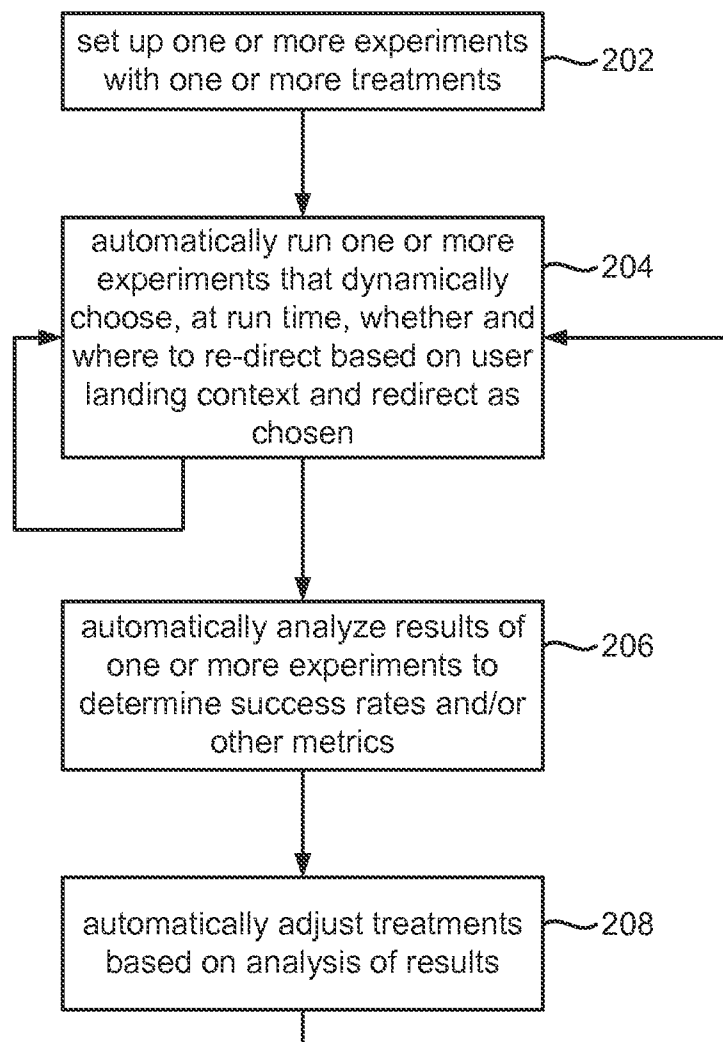 set up one or more experiments
with one or more treatments
202
automatically run one or more
experiments that dynamically
choose, at run time, whether and
where to re-direct based on user
landing context and redirect as
chosen
204
automatically analyze results of
one or more experiments to
determine success rates and/or
other metrics
206
automatically adjust treatments
based on analysis of results
208